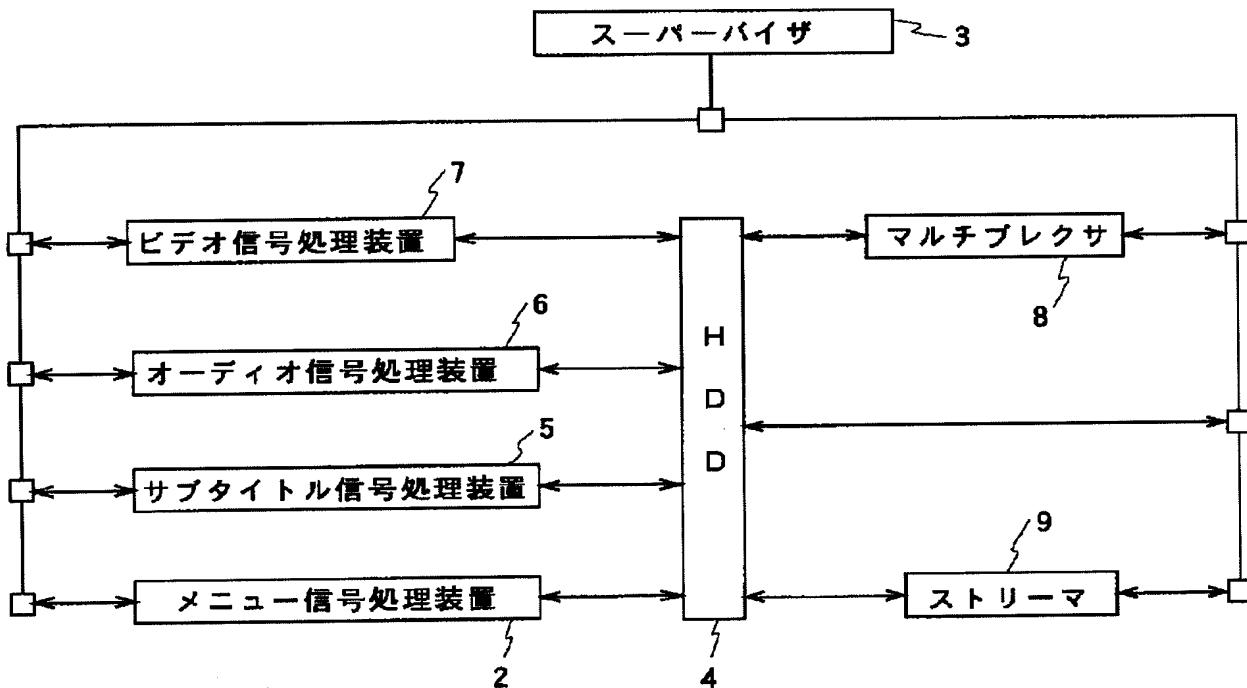 スーパーバイザ
3
7
ビデオ信号処理装置
マルチプレクサ
8
6
オーディオ信号処理装置
HDD
5
サブタイトル信号処理装置
9
メニュー信号処理装置
ストリーマ
2
4